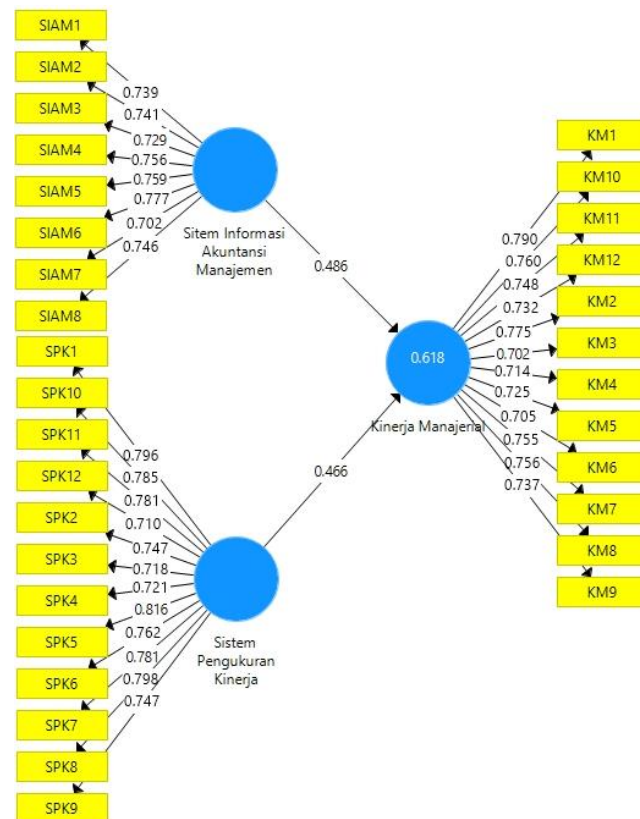 SIAM1
SIAM2
SIAM3
SIAM4
SIAM5
SIAM6
SIAM7
SIAM8
0.739
0.741
0.729
0.756
0.759
0.777
0.702
0.746
Sitem Informasi
Akuntansi
Manajemen
0.486
SPK1
SPK10
SPK11
SPK12
SPK2
SPK3
SPK4
SPK5
SPK6
SPK7
SPK8
SPK9
0.796
0.785
0.781
0.710
0.747
0.718
0.721
0.816
0.762
0.781
0.798
0.747
Sistem
Pengukuran
Kinerja
0.466
0.618
Kinerja Manajerial
0.790
0.760
0.748
0.732
0.775
0.702
0.714
0.725
0.705
0.755
0.756
0.737
KM1
KM10
KM11
KM12
KM2
KM3
KM4
KM5
KM6
KM7
KM8
KM9